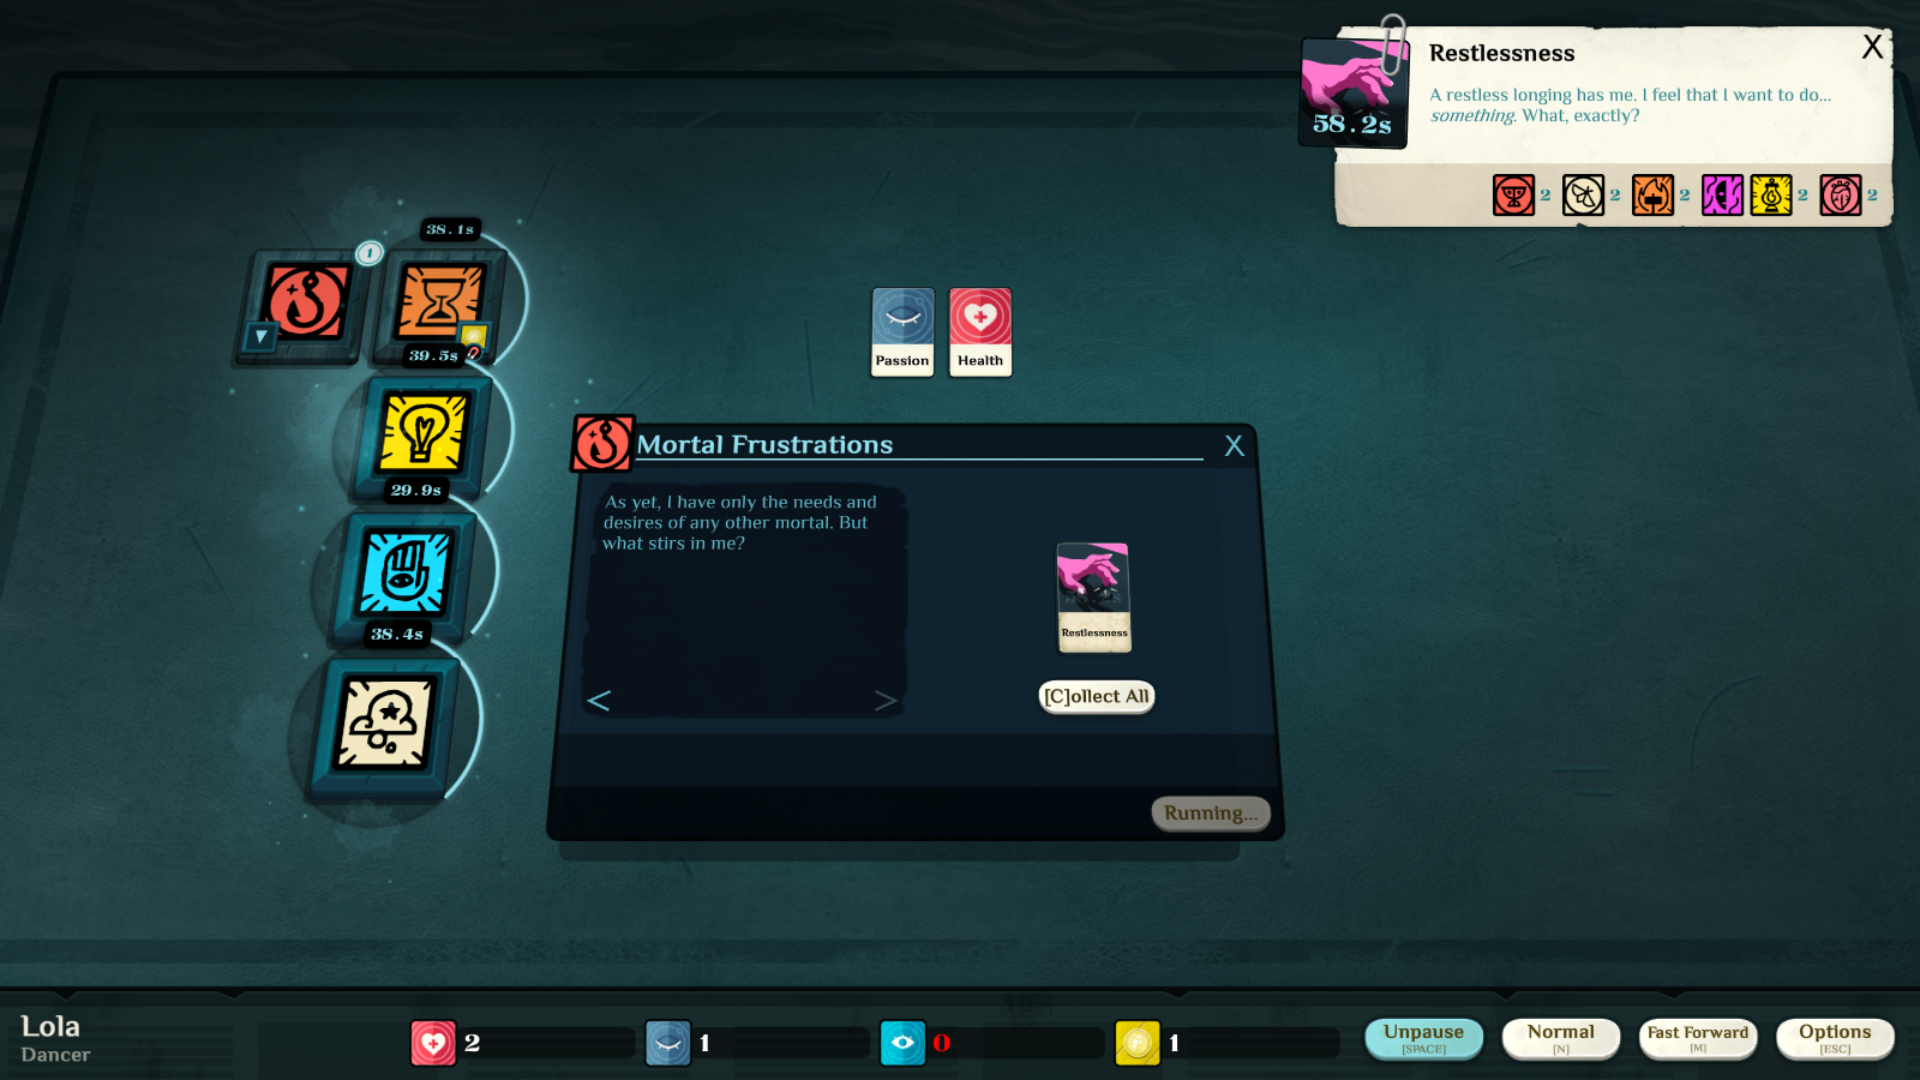 Restlessness
X
A restless longing has me. I feel that I want to do...
something. What, exactly?
58.2s
2 2 2 2 2
38.1s
1
39.5s
29.9s
38.4s
Passion
Health
Mortal Frustrations
X
As yet, I have only the needs and
desires of any other mortal. But
what stirs in me?
Restlessness
< >
[C]ollect All
Running...
Lola
Dancer
2
1
0
1
Unpause
[SPACE]
Normal
[N]
Fast Forward
[M]
Options
[ESC]